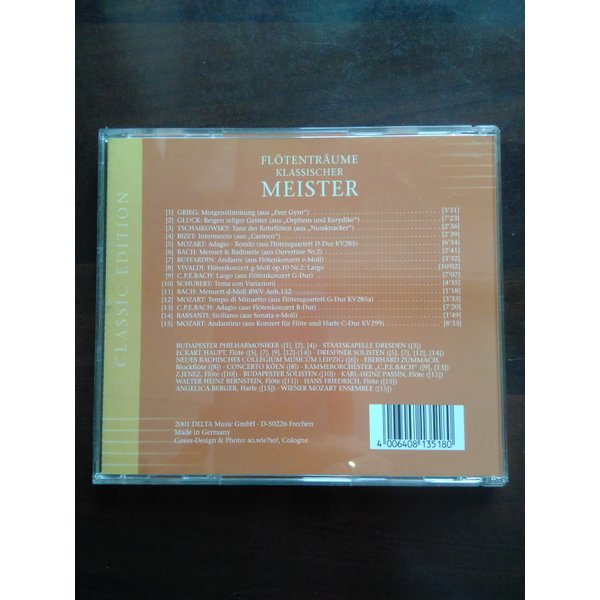 CLASSIC EDITION
FLÖTENTRÄUME
KLASSISCHER
MEISTER
[1] GRIEG: Morgenstimmung (aus „Peer Gynt“) [3'31]
[2] GLUCK: Reigen seliger Geister (aus „Orpheus und Eurydike“) [7'23]
[3] TSCHAIKOWSKY: Tanz der Rohrflöten (aus „Nussknacker“) [2'36]
[4] BIZET: Intermezzo (aus „Carmen“) [2'39]
[5] MOZART: Adagio - Rondo (aus Flötenquartett D-Dur KV285) [6'34]
[6] BACH: Menuett & Badinerie (aus Ouvertüre Nr.2) [2'41]
[7] BUFFARDIN: Andante (aus Flötenkonzert e-Moll) [3'32]
[8] VIVALDI: Flötenkonzert g-Moll op.10 Nr.2: Largo [10'02]
[9] C.P.E.BACH: Largo (aus Flötenkonzert G-Dur) [7'07]
[10] SCHUBERT: Tema con Variation) [4'35]
[11] BACH: Menuett d-Moll BWV Anh.132 [1'18]
[12] MOZART: Tempo di Minuetto (aus Flötenquartett G-Dur KV285a) [3'33]
[13] C.P.E.BACH: Adagio (aus Flötenkonzert B-Dur) [7'20]
[14] BARSANTI: Siciliano (aus Sonata e-Moll) [1'49]
[15] MOZART: Andantino (aus Konzert für Flöte und Harfe C-Dur KV299) [8'33]
BUDAPESTER PHILHARMONIKER ([1], [2], [4]) - STAATSKAPELLE DRESDEN ([3])
ECKART HAUPT, Flöte ([5], [7], [9], [12]-[14]) - DRESDNER SOLISTEN ([5], [7], [12], [14])
NEUES BACHISCHES COLLEGIUM MUSICUM LEIPZIG ([6]) - EBERHARD ZUMMACH,
Blockflöte ([8]) - CONCERTO KÖLN ([8]) - KAMMERORCHESTER „C.P.E.BACH“ ([9], [13])
Z.JENEZ, Flöte ([10]) - BUDAPESTER SOLISTEN ([10]) - KARL-HEINZ PASSIN, Flöte ([11])
WALTER HEINZ BERNSTEIN, Flöte ([11]) - HANS FRIEDRICH, Flöte ([15])
ANGELICA BERGER, Harfe ([15]) - WIENER MOZART ENSEMBLE ([15])
2001 DELTA Music GmbH · D-50226 Frechen
Made in Germany
Cover-Design & Photo: so.wie?so!, Cologne
4 006408 135180